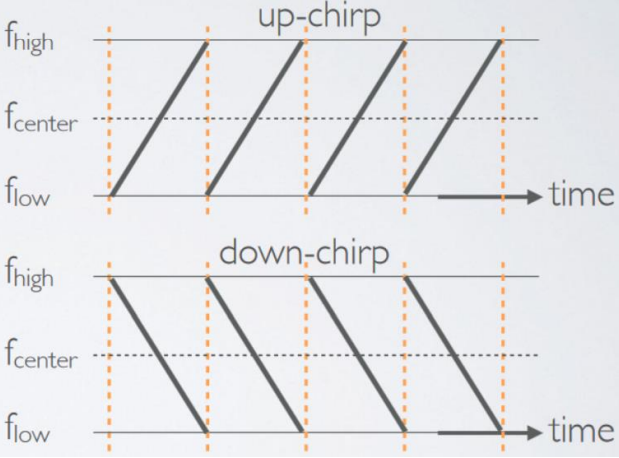 up-chirp
fhigh
fcenter
flow
time
down-chirp
fhigh
fcenter
flow
time